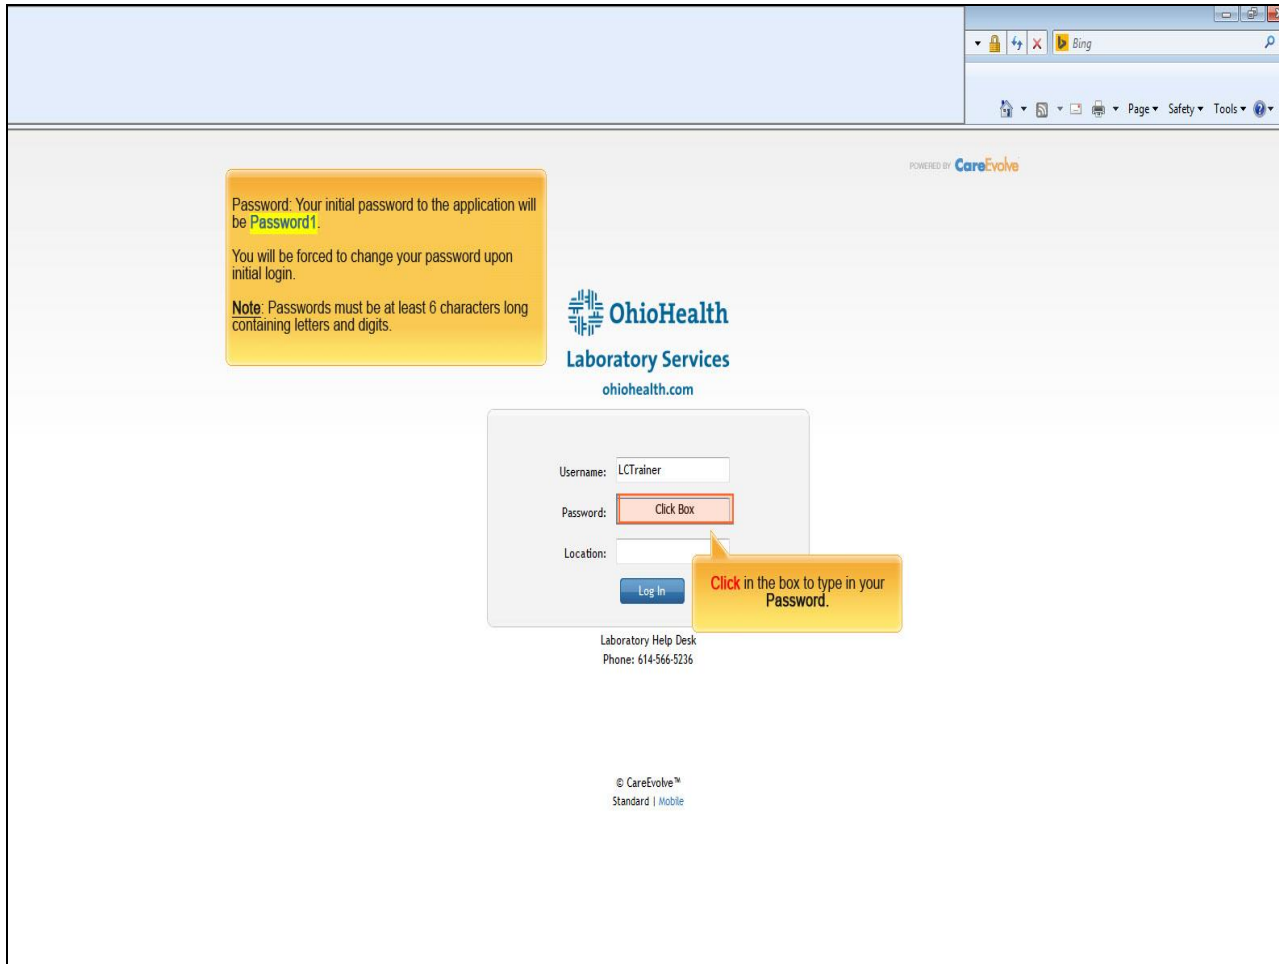 Bing
Page Safety Tools
POWERED BY CareEvolve
Password: Your initial password to the application will
be Password1.
You will be forced to change your password upon
initial login.
Note: Passwords must be at least 6 characters long
containing letters and digits.
OhioHealth
Laboratory Services
ohiohealth.com
Username: LCTrainer
Password: Click Box
Location:
Log In
Click in the box to type in your
Password.
Laboratory Help Desk
Phone: 614-566-5236
© CareEvolve™
Standard | Mobile